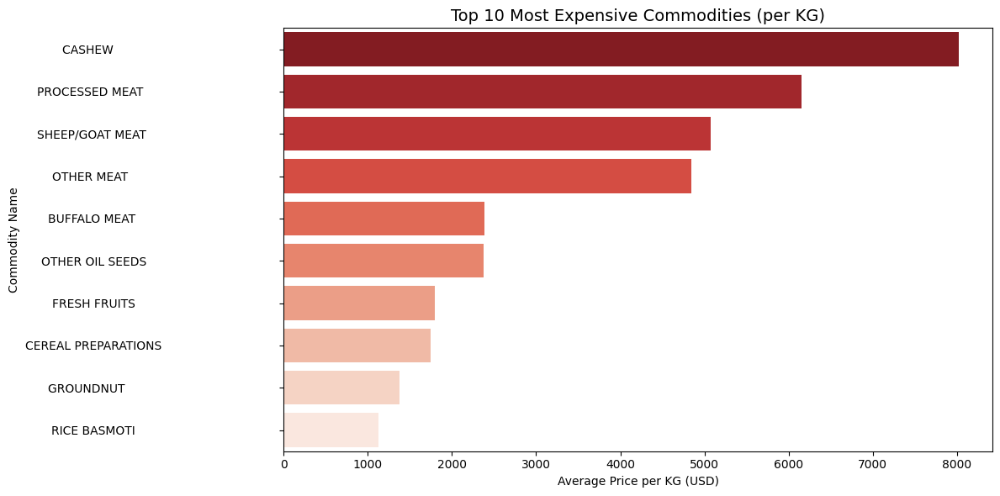 Top 10 Most Expensive Commodities (per KG)
Commodity Name
CASHEW
PROCESSED MEAT
SHEEP/GOAT MEAT
OTHER MEAT
BUFFALO MEAT
OTHER OIL SEEDS
FRESH FRUITS
CEREAL PREPARATIONS
GROUNDNUT
RICE BASMOTI
0 1000 2000 3000 4000 5000 6000 7000 8000
Average Price per KG (USD)